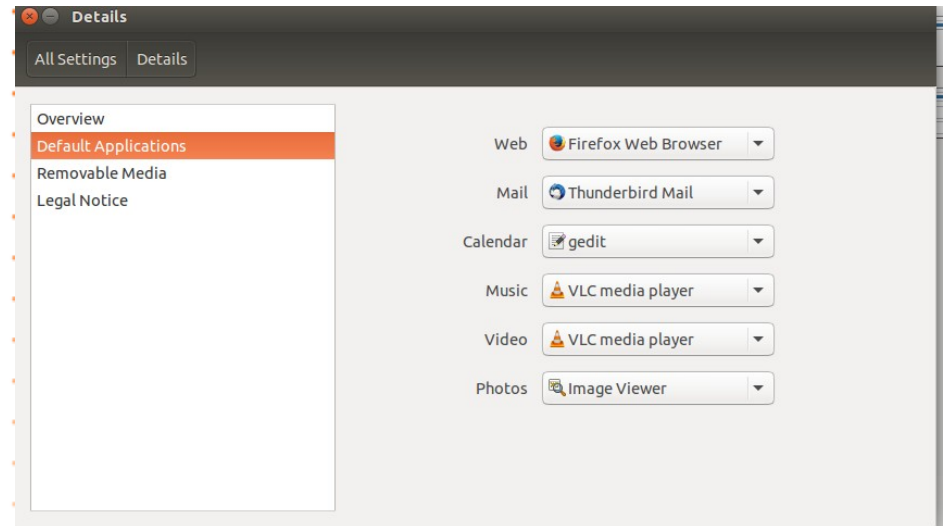 Details
All Settings Details
Overview
Default Applications
Removable Media
Legal Notice
Web Firefox Web Browser
Mail Thunderbird Mail
Calendar gedit
Music VLC media player
Video VLC media player
Photos Image Viewer